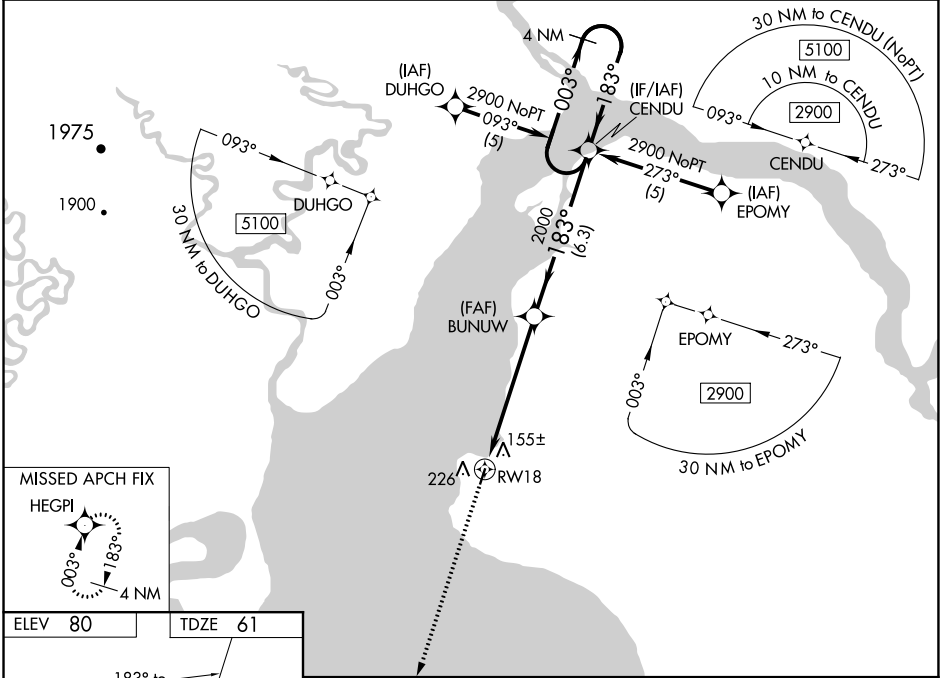 30 NM to CENDU (NoPT)
5100
10 NM to CENDU
2900
093°
CENDU
273°
4 NM
003°
183°
(IAF)
DUHGO
2900 NoPT
093°
(5)
(IF/IAF)
CENDU
2900 NoPT
273°
(5)
(IAF)
EPOMY
1975
1900
093°
DUHGO
5100
003°
30 NM to DUHGO
2000
183°
(6.3)
(FAF)
BUNUW
EPOMY
273°
003°
2900
30 NM to EPOMY
155±
226
RW18
MISSED APCH FIX
HEGPI
003°
183°
4 NM
ELEV 80
TDZE 61